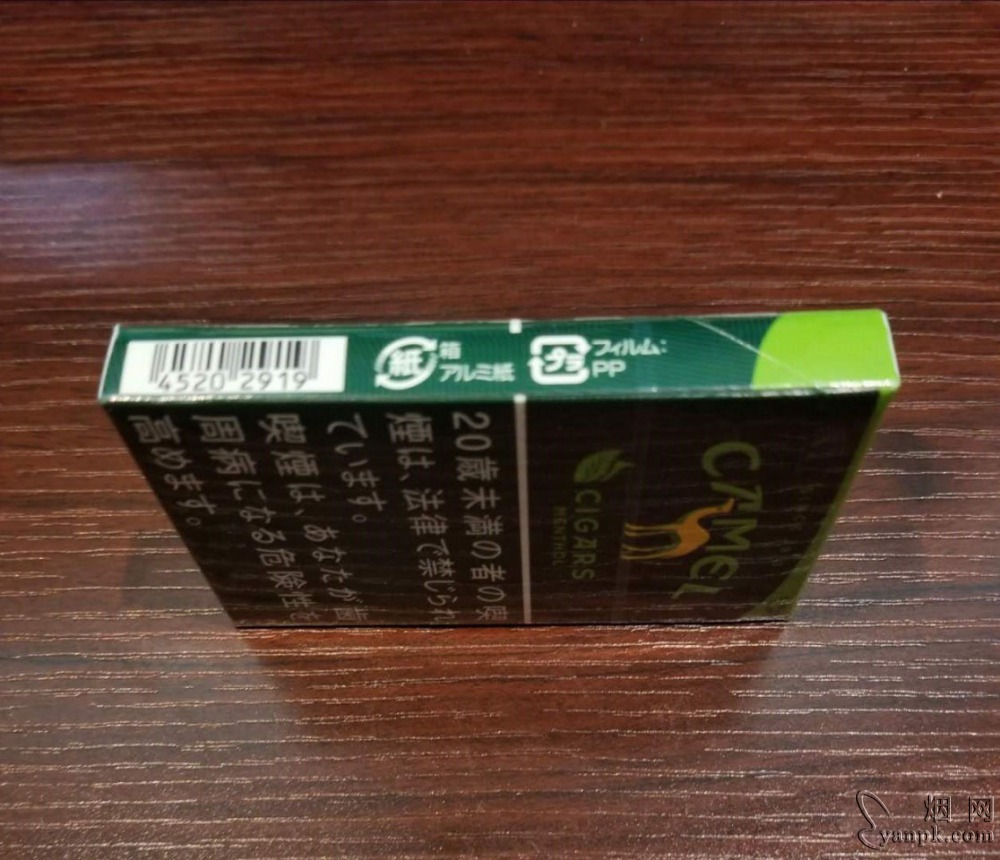 4520 2919
紙
箱
アルミ紙
プラ
フィルム:
PP
20歳未満の者の喫
煙は、法律で禁じられ
ています。
喫煙は、あなたが歯
周病になる危険性を
高めます。
CAMEL
CIGARS
MENTHOL
烟网
yanpk.com